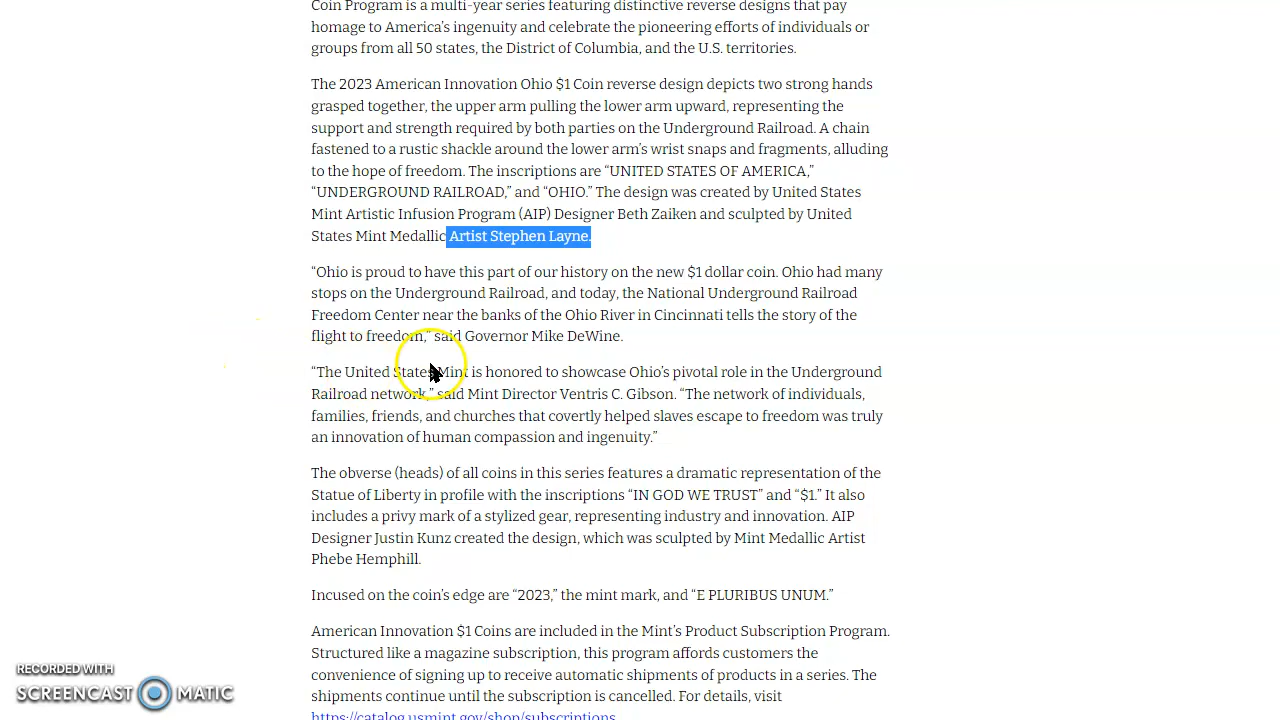 Coin Program is a multi-year series featuring distinctive reverse designs that pay
homage to America’s ingenuity and celebrate the pioneering efforts of individuals or
groups from all 50 states, the District of Columbia, and the U.S. territories.
The 2023 American Innovation Ohio $1 Coin reverse design depicts two strong hands
grasped together, the upper arm pulling the lower arm upward, representing the
support and strength required by both parties on the Underground Railroad. A chain
fastened to a rustic shackle around the lower arm’s wrist snaps and fragments, alluding
to the hope of freedom. The inscriptions are “UNITED STATES OF AMERICA,”
“UNDERGROUND RAILROAD,” and “OHIO.” The design was created by United States
Mint Artistic Infusion Program (AIP) Designer Beth Zaiken and sculpted by United
States Mint Medallic Artist Stephen Layne.
“Ohio is proud to have this part of our history on the new $1 dollar coin. Ohio had many
stops on the Underground Railroad, and today, the National Underground Railroad
Freedom Center near the banks of the Ohio River in Cincinnati tells the story of the
flight to freedom,” said Governor Mike DeWine.
“The United States Mint is honored to showcase Ohio’s pivotal role in the Underground
Railroad network,” said Mint Director Ventris C. Gibson. “The network of individuals,
families, friends, and churches that covertly helped slaves escape to freedom was truly
an innovation of human compassion and ingenuity.”
The obverse (heads) of all coins in this series features a dramatic representation of the
Statue of Liberty in profile with the inscriptions “IN GOD WE TRUST” and “$1.” It also
includes a privy mark of a stylized gear, representing industry and innovation. AIP
Designer Justin Kunz created the design, which was sculpted by Mint Medallic Artist
Phebe Hemphill.
Incused on the coin’s edge are “2023,” the mint mark, and “E PLURIBUS UNUM.”
American Innovation $1 Coins are included in the Mint’s Product Subscription Program.
Structured like a magazine subscription, this program affords customers the
convenience of signing up to receive automatic shipments of products in a series. The
shipments continue until the subscription is cancelled. For details, visit
https://catalog.usmint.gov/shop/subscriptions
RECORDED WITH
SCREENCAST MATIC